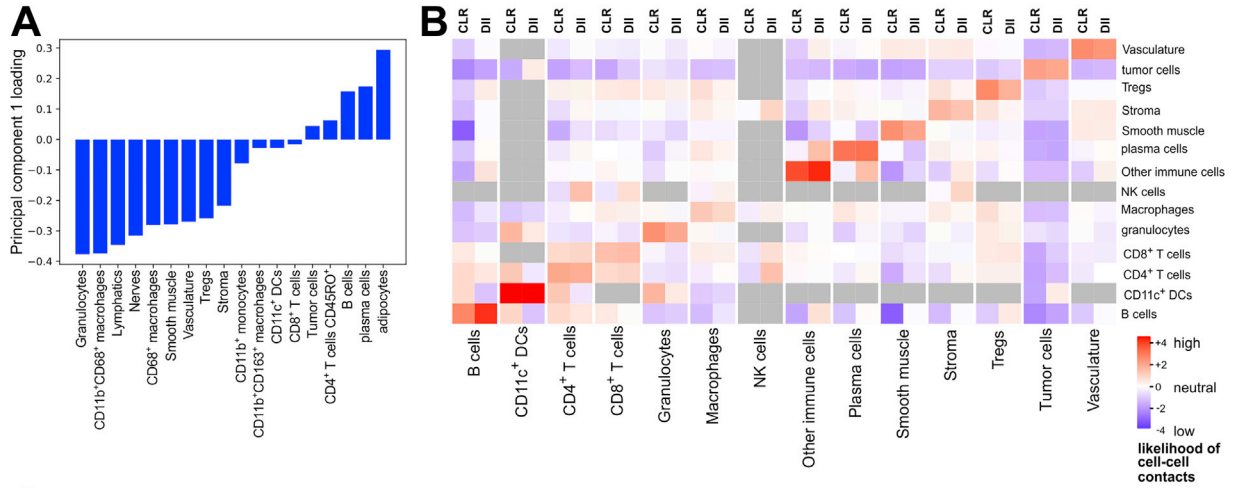 A
Principal component 1 loading
0.3
0.2
0.1
0.0
−0.1
−0.2
−0.3
−0.4
Granulocytes
CD11b⁺CD68⁺ macrophages
Lymphatics
Nerves
CD68⁺ macrophages
Smooth muscle
Vasculature
Tregs
Stroma
CD11b⁺ monocytes
CD11b⁺CD163⁺ macrophages
CD11c⁺ DCs
CD8⁺ T cells
Tumor cells
CD4⁺ T cells CD45RO⁺
B cells
plasma cells
adipocytes
B
CLR DII CLR DII CLR DII CLR DII CLR DII CLR DII CLR DII CLR DII CLR DII CLR DII CLR DII CLR DII CLR DII CLR DII
Vasculature
tumor cells
Tregs
Stroma
Smooth muscle
plasma cells
Other immune cells
NK cells
Macrophages
granulocytes
CD8⁺ T cells
CD4⁺ T cells
CD11c⁺ DCs
B cells
B cells
CD11c⁺ DCs
CD4⁺ T cells
CD8⁺ T cells
Granulocytes
Macrophages
NK cells
Other immune cells
Plasma cells
Smooth muscle
Stroma
Tregs
Tumor cells
Vasculature
+4 high
+2
0 neutral
-2
-4 low
likelihood of
cell-cell
contacts